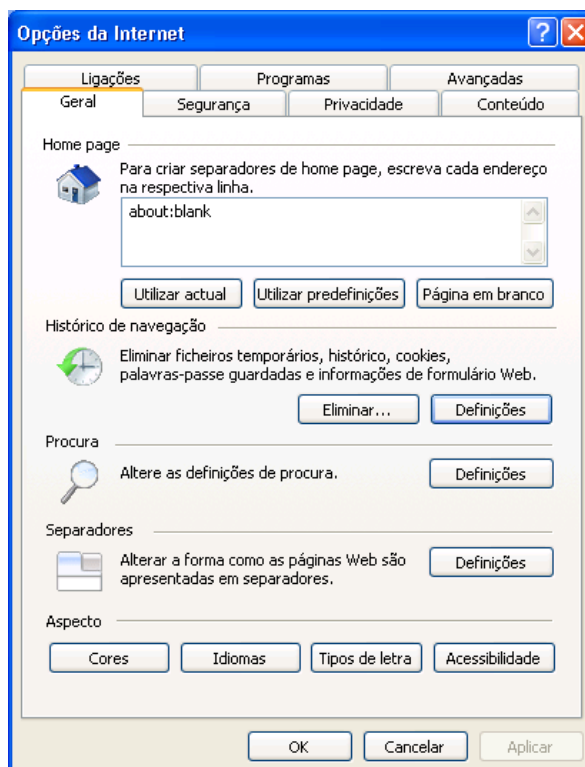 Opções da Internet
Ligações
Programas
Avançadas
Geral
Segurança
Privacidade
Conteúdo
Home page
Para criar separadores de home page, escreva cada endereço
na respectiva linha.
about:blank
Utilizar actual
Utilizar predefinições
Página em branco
Histórico de navegação
Eliminar ficheiros temporários, histórico, cookies,
palavras-passe guardadas e informações de formulário Web.
Eliminar...
Definições
Procura
Altere as definições de procura.
Definições
Separadores
Alterar a forma como as páginas Web são
apresentadas em separadores.
Definições
Aspecto
Cores
Idiomas
Tipos de letra
Acessibilidade
OK
Cancelar
Aplicar